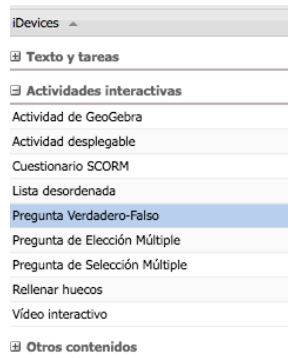 iDevices
Texto y tareas
Actividades interactivas
Actividad de GeoGebra
Actividad desplegable
Cuestionario SCORM
Lista desordenada
Pregunta Verdadero-Falso
Pregunta de Elección Múltiple
Pregunta de Selección Múltiple
Rellenar huecos
Vídeo interactivo
Otros contenidos